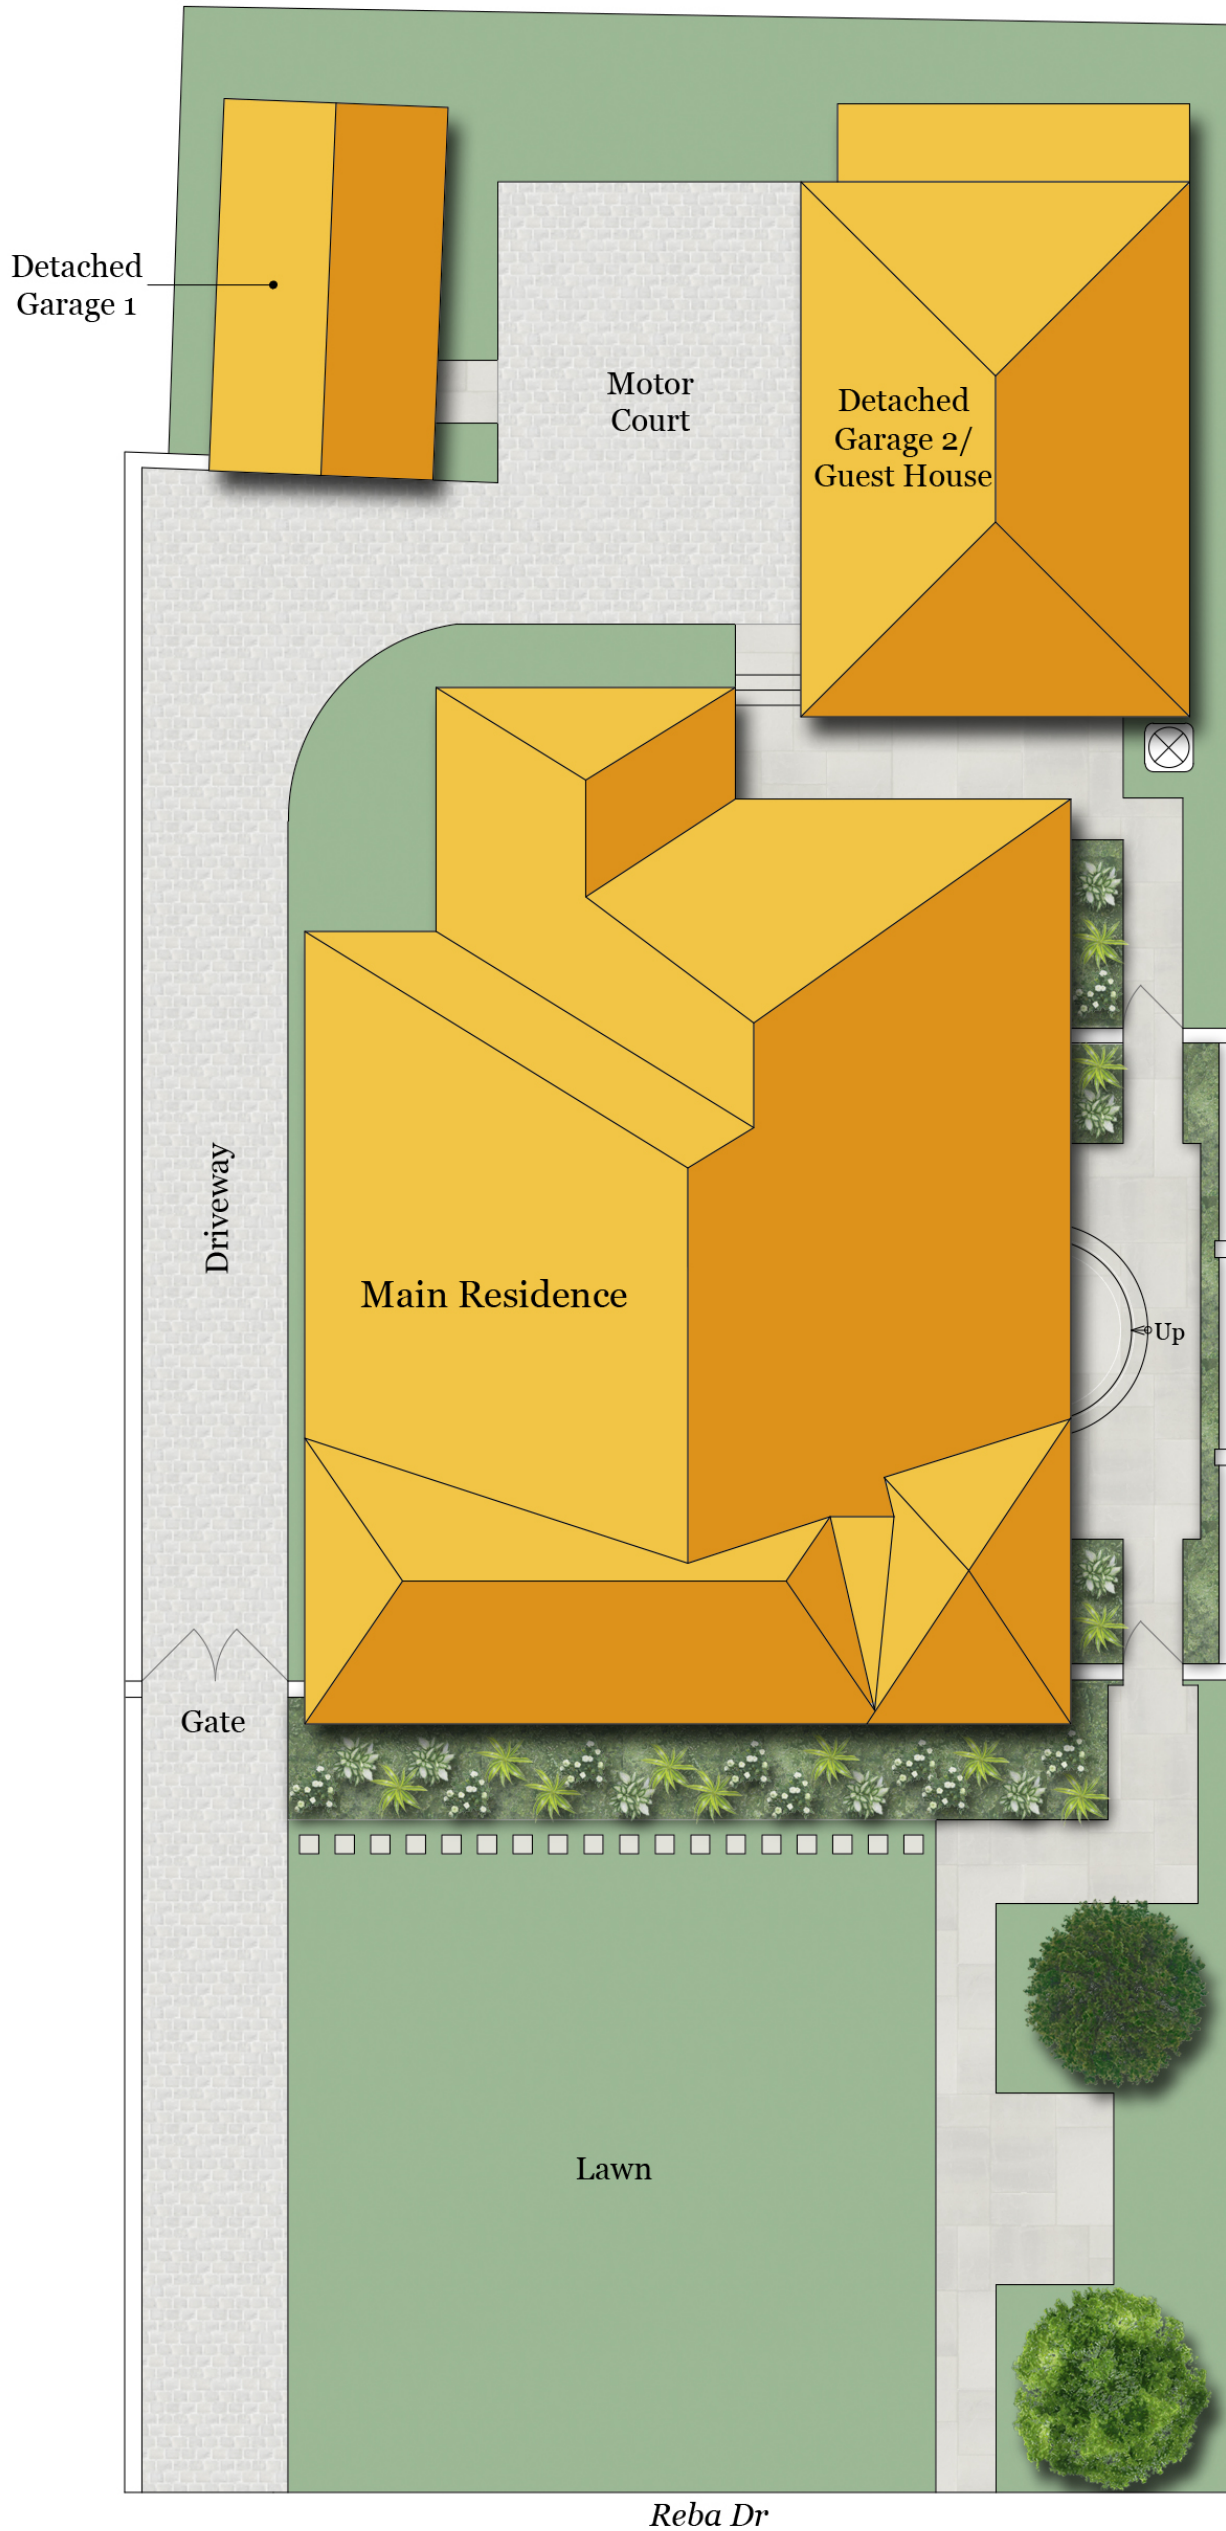 Detached
Garage 1
Motor
Court
Detached
Garage 2/
Guest House
Driveway
Main Residence
Up
Gate
Lawn
Reba Dr